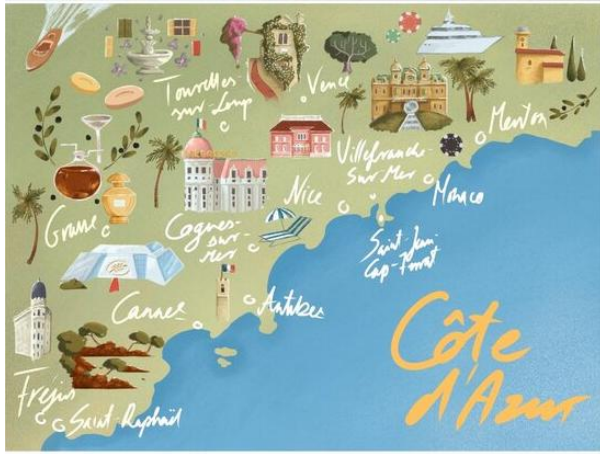 Tourettes
sur-Loup
Vence
Menton
Villefranche-
Sur-Mer
Monaco
Nice
Cagnes-
sur-
Mer
Grasse
Saint Jean
Cap-Ferrat
Cannes
Antibes
Côte
d'Azur
Fréjus
Saint-Raphaël